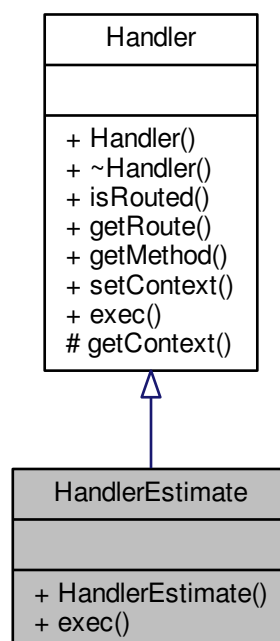 Handler
+ Handler()
+ ~Handler()
+ isRouted()
+ getRoute()
+ getMethod()
+ setContext()
+ exec()
# getContext()
HandlerEstimate
+ HandlerEstimate()
+ exec()